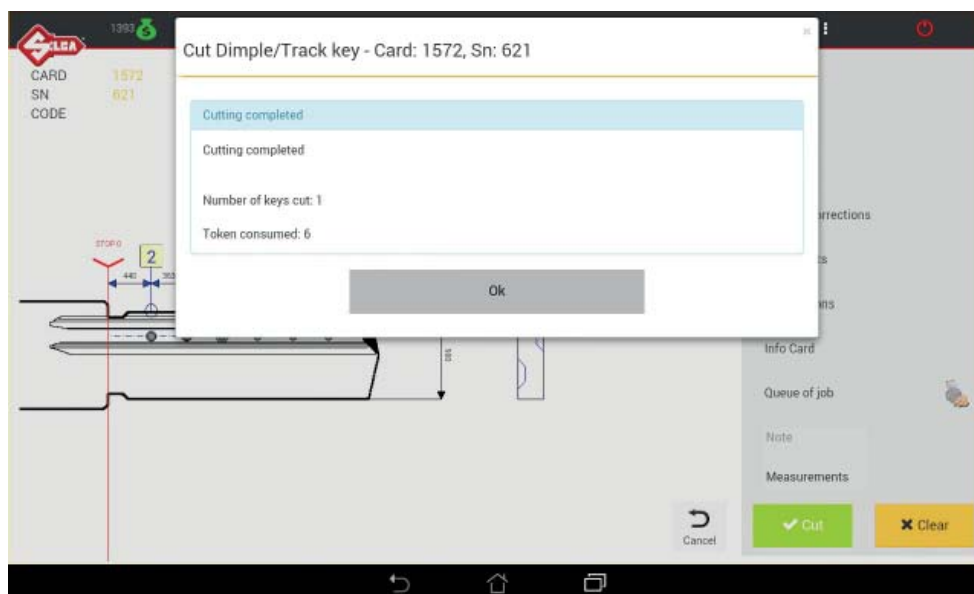 SILCA
1393
Cut Dimple/Track key - Card: 1572, Sn: 621
CARD 1572
SN 621
CODE
Cutting completed
Cutting completed
Number of keys cut: 1
Token consumed: 6
Ok
STOP 0
2
440
Info Card
Queue of job
Note
Measurements
Cancel
Cut
Clear